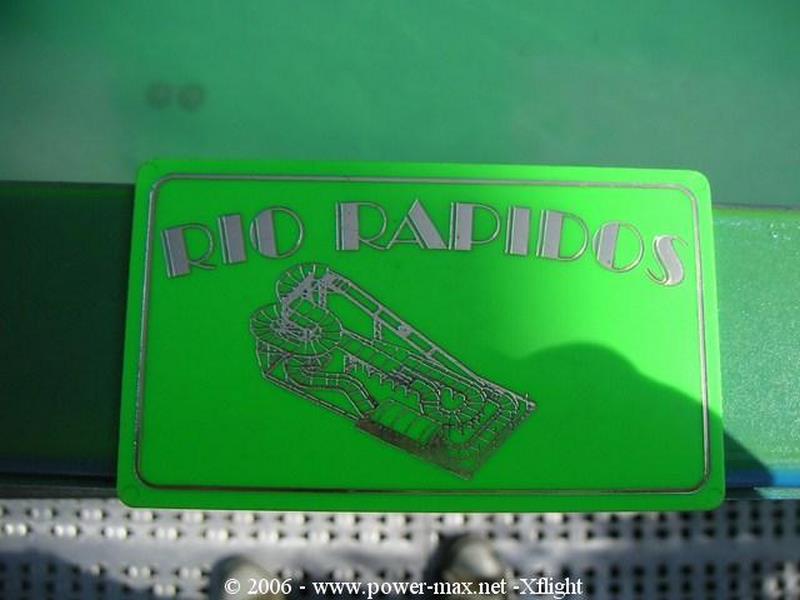 RIO RAPIDOS
© 2006 - www.power-max.net -Xflight